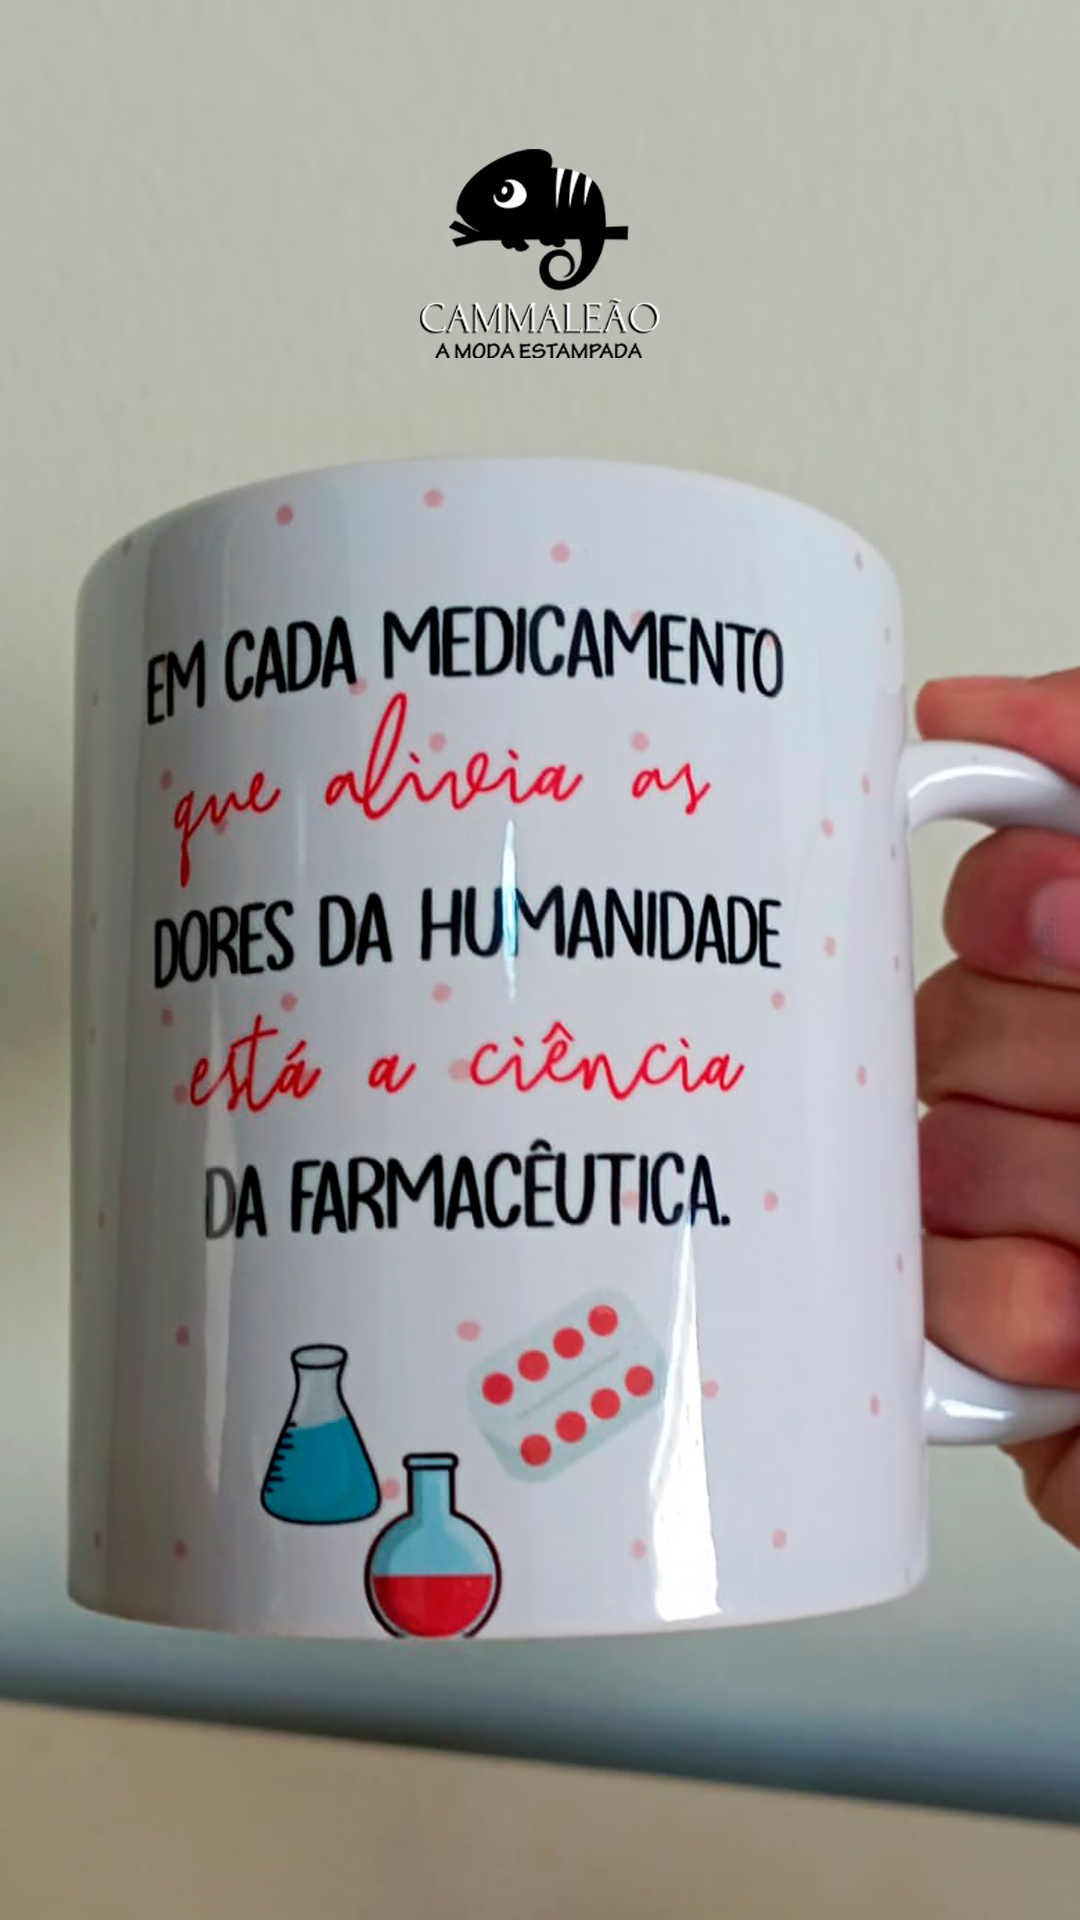 CAMMALEÃO
A MODA ESTAMPADA
EM CADA MEDICAMENTO
que alivia as
DORES DA HUMANIDADE
está a ciência
DA FARMACÊUTICA.